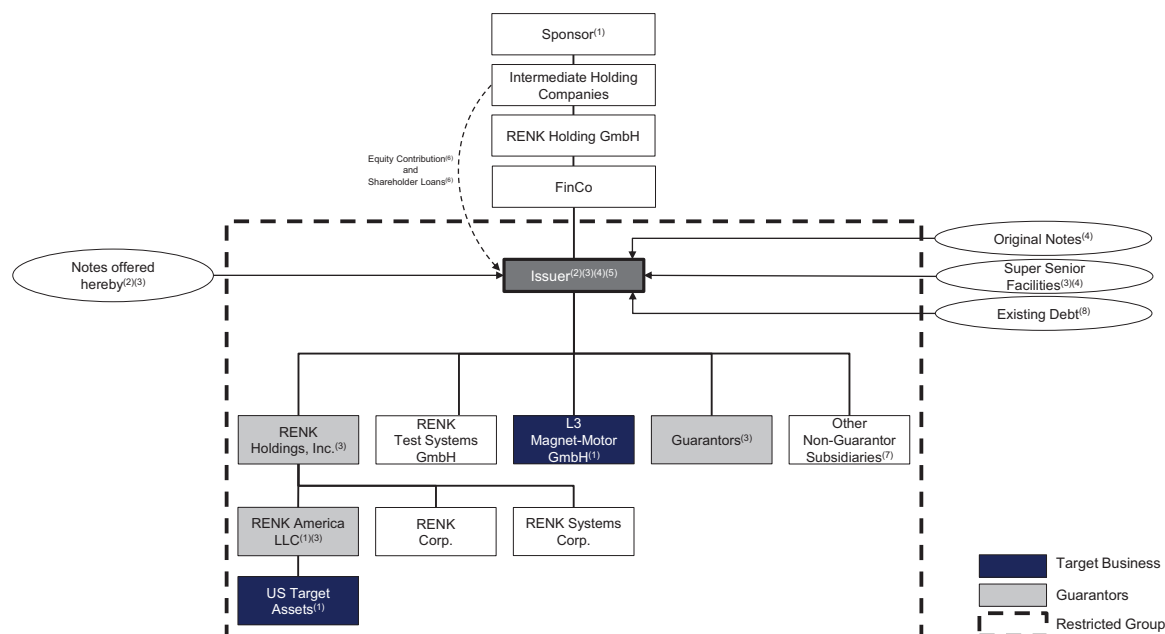 Sponsor(1)
Intermediate Holding
Companies
RENK Holding GmbH
Equity Contribution(6)
and
Shareholder Loans(6)
FinCo
Original Notes(4)
Notes offered
hereby(2)(3)
Issuer(2)(3)(4)(5)
Super Senior
Facilities(3)(4)
Existing Debt(8)
RENK
Holdings, Inc.(3)
RENK
Test Systems
GmbH
L3
Magnet-Motor
GmbH(1)
Guarantors(3)
Other
Non-Guarantor
Subsidiaries(7)
RENK America
LLC(1)(3)
RENK
Corp.
RENK Systems
Corp.
US Target
Assets(1)
Target Business
Guarantors
Restricted Group